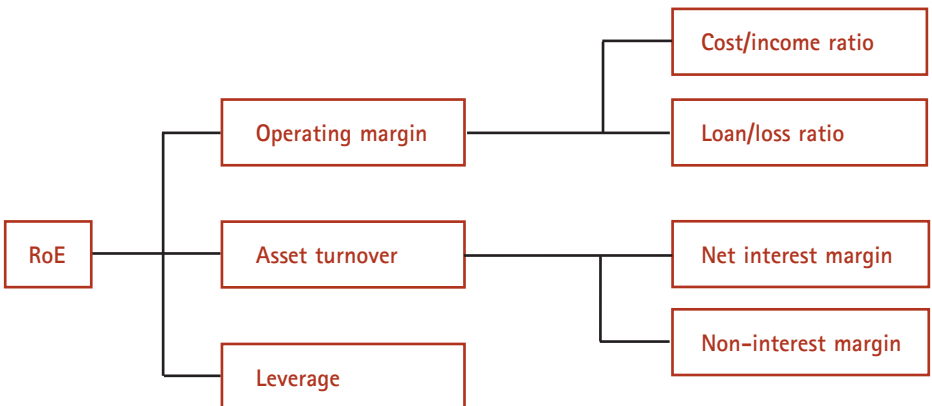 Cost/income ratio
Operating margin
Loan/loss ratio
RoE
Asset turnover
Net interest margin
Non-interest margin
Leverage